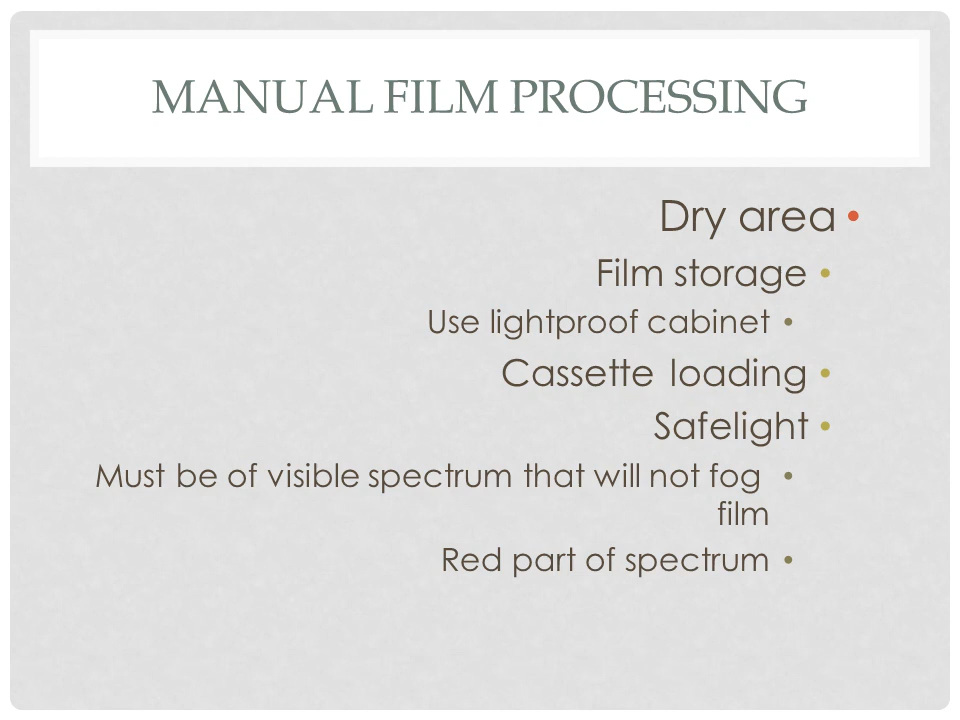 MANUAL FILM PROCESSING
Dry area •
Film storage •
Use lightproof cabinet •
Cassette loading •
Safelight •
Must be of visible spectrum that will not fog •
film
Red part of spectrum •